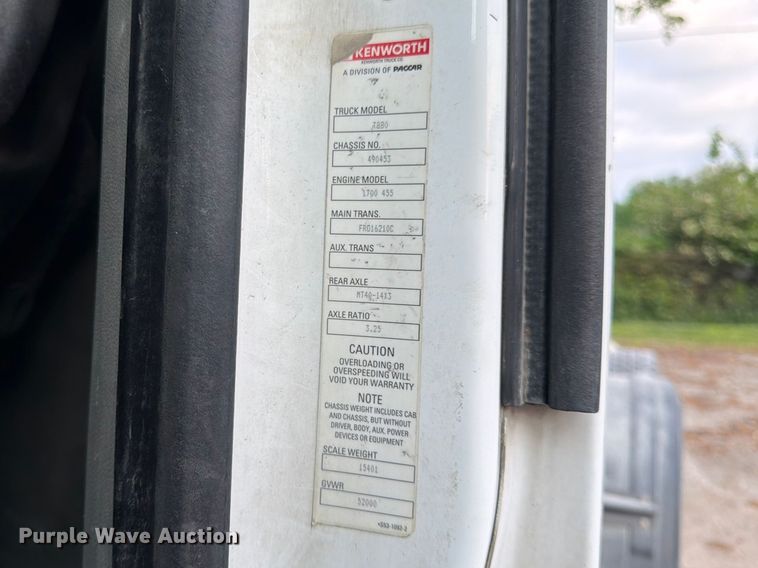 KENWORTH
KENWORTH TRUCK CO.
A DIVISION OF PACCAR
TRUCK MODEL
T880
CHASSIS NO.
490453
ENGINE MODEL
1700 455
MAIN TRANS.
FRO16210C
AUX. TRANS
REAR AXLE
MT40-14X3
AXLE RATIO
3.25
CAUTION
OVERLOADING OR
OVERSPEEDING WILL
VOID YOUR WARRANTY
NOTE
CHASSIS WEIGHT INCLUDES CAB
AND CHASSIS, BUT WITHOUT
DRIVER, BODY, AUX. POWER
DEVICES OR EQUIPMENT
SCALE WEIGHT
15401
GVWR
52000
Purple Wave Auction